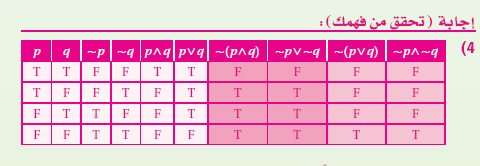 إجابة (تحقق من فهمك):
(4
p q ~p ~q p∧q p∨q ~(p∧q) ~p∨~q ~(p∨q) ~p∧~q
T T F F T T F F F F
T F F T F T T T F F
F T T F F T T T F F
F F T T F F T T T T